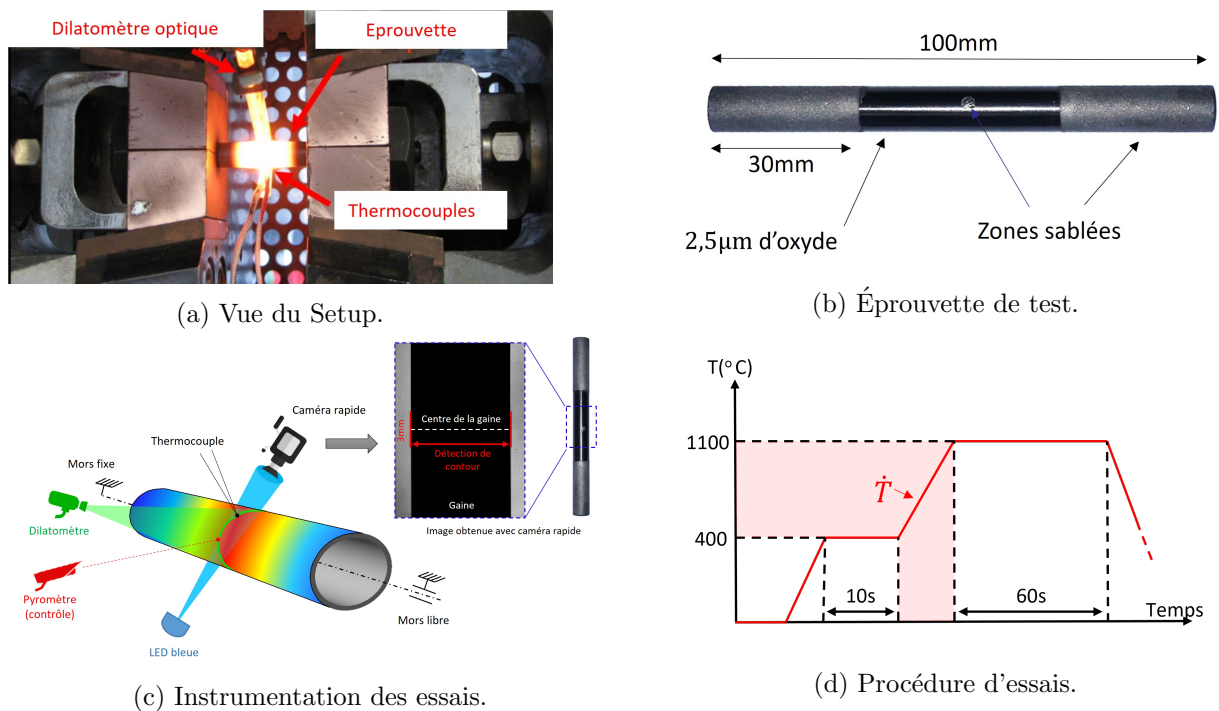 Dilatomètre optique
Eprouvette
Thermocouples
(a) Vue du Setup.
100mm
30mm
2,5µm d'oxyde
Zones sablées
(b) Éprouvette de test.
Caméra rapide
Thermocouple
Mors fixe
Dilatomètre
Pyromètre
(contrôle)
LED bleue
Mors libre
3mm
Centre de la gaine
Détection de
contour
Gaine
Image obtenue avec caméra rapide
(c) Instrumentation des essais.
T(°C)
1100
Ṫ
400
10s
60s
Temps
(d) Procédure d'essais.